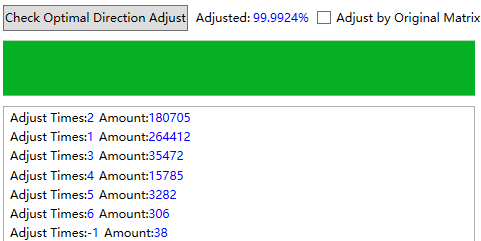 Check Optimal Direction Adjust Adjusted: 99.9924% Adjust by Original Matrix
Adjust Times:2 Amount:180705
Adjust Times:1 Amount:264412
Adjust Times:3 Amount:35472
Adjust Times:4 Amount:15785
Adjust Times:5 Amount:3282
Adjust Times:6 Amount:306
Adjust Times:-1 Amount:38